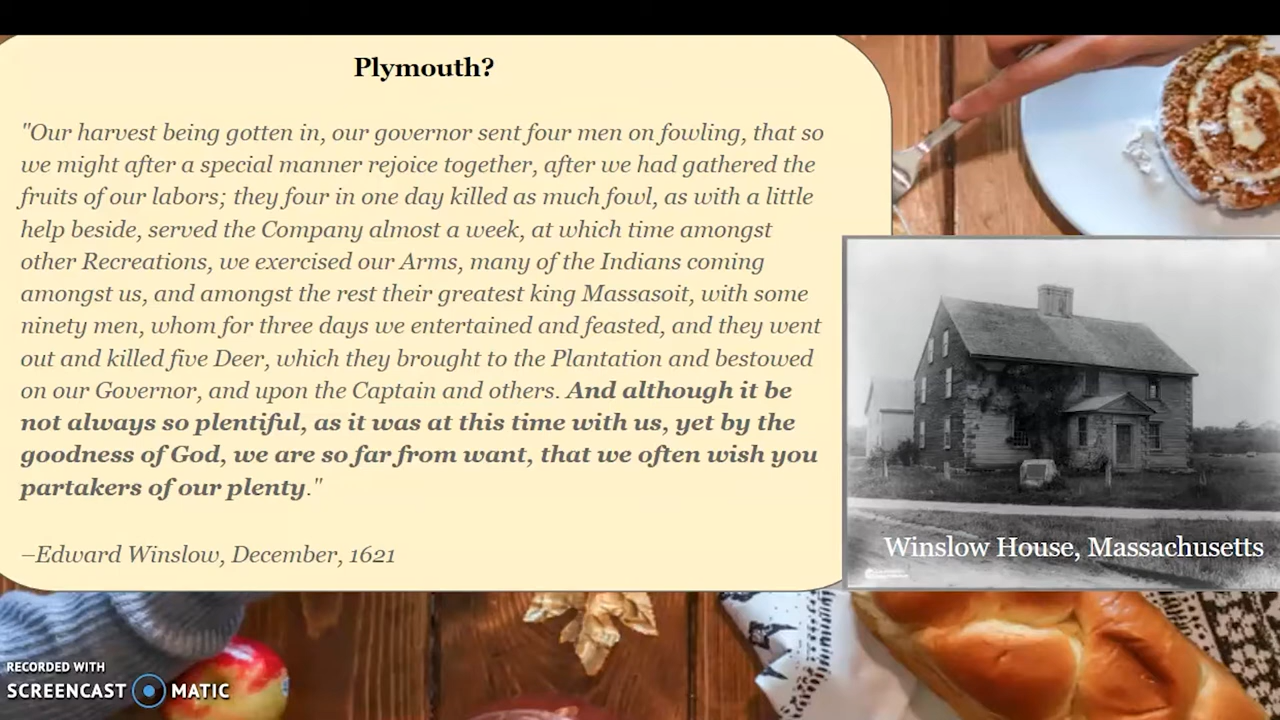 Plymouth?
"Our harvest being gotten in, our governor sent four men on fowling, that so
we might after a special manner rejoice together, after we had gathered the
fruits of our labors; they four in one day killed as much fowl, as with a little
help beside, served the Company almost a week, at which time amongst
other Recreations, we exercised our Arms, many of the Indians coming
amongst us, and amongst the rest their greatest king Massasoit, with some
ninety men, whom for three days we entertained and feasted, and they went
out and killed five Deer, which they brought to the Plantation and bestowed
on our Governor, and upon the Captain and others. And although it be
not always so plentiful, as it was at this time with us, yet by the
goodness of God, we are so far from want, that we often wish you
partakers of our plenty."
–Edward Winslow, December, 1621
Winslow House, Massachusetts
RECORDED WITH
SCREENCAST MATIC